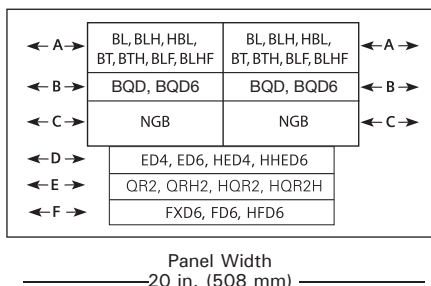 A BL, BLH, HBL, BL, BLH, HBL, A
BT, BTH, BLF, BLHF BT, BTH, BLF, BLHF
B BQD, BQD6 BQD, BQD6 B
C NGB NGB C
D ED4, ED6, HED4, HHED6
E QR2, QRH2, HQR2, HQR2H
F FXD6, FD6, HFD6
Panel Width
20 in. (508 mm)